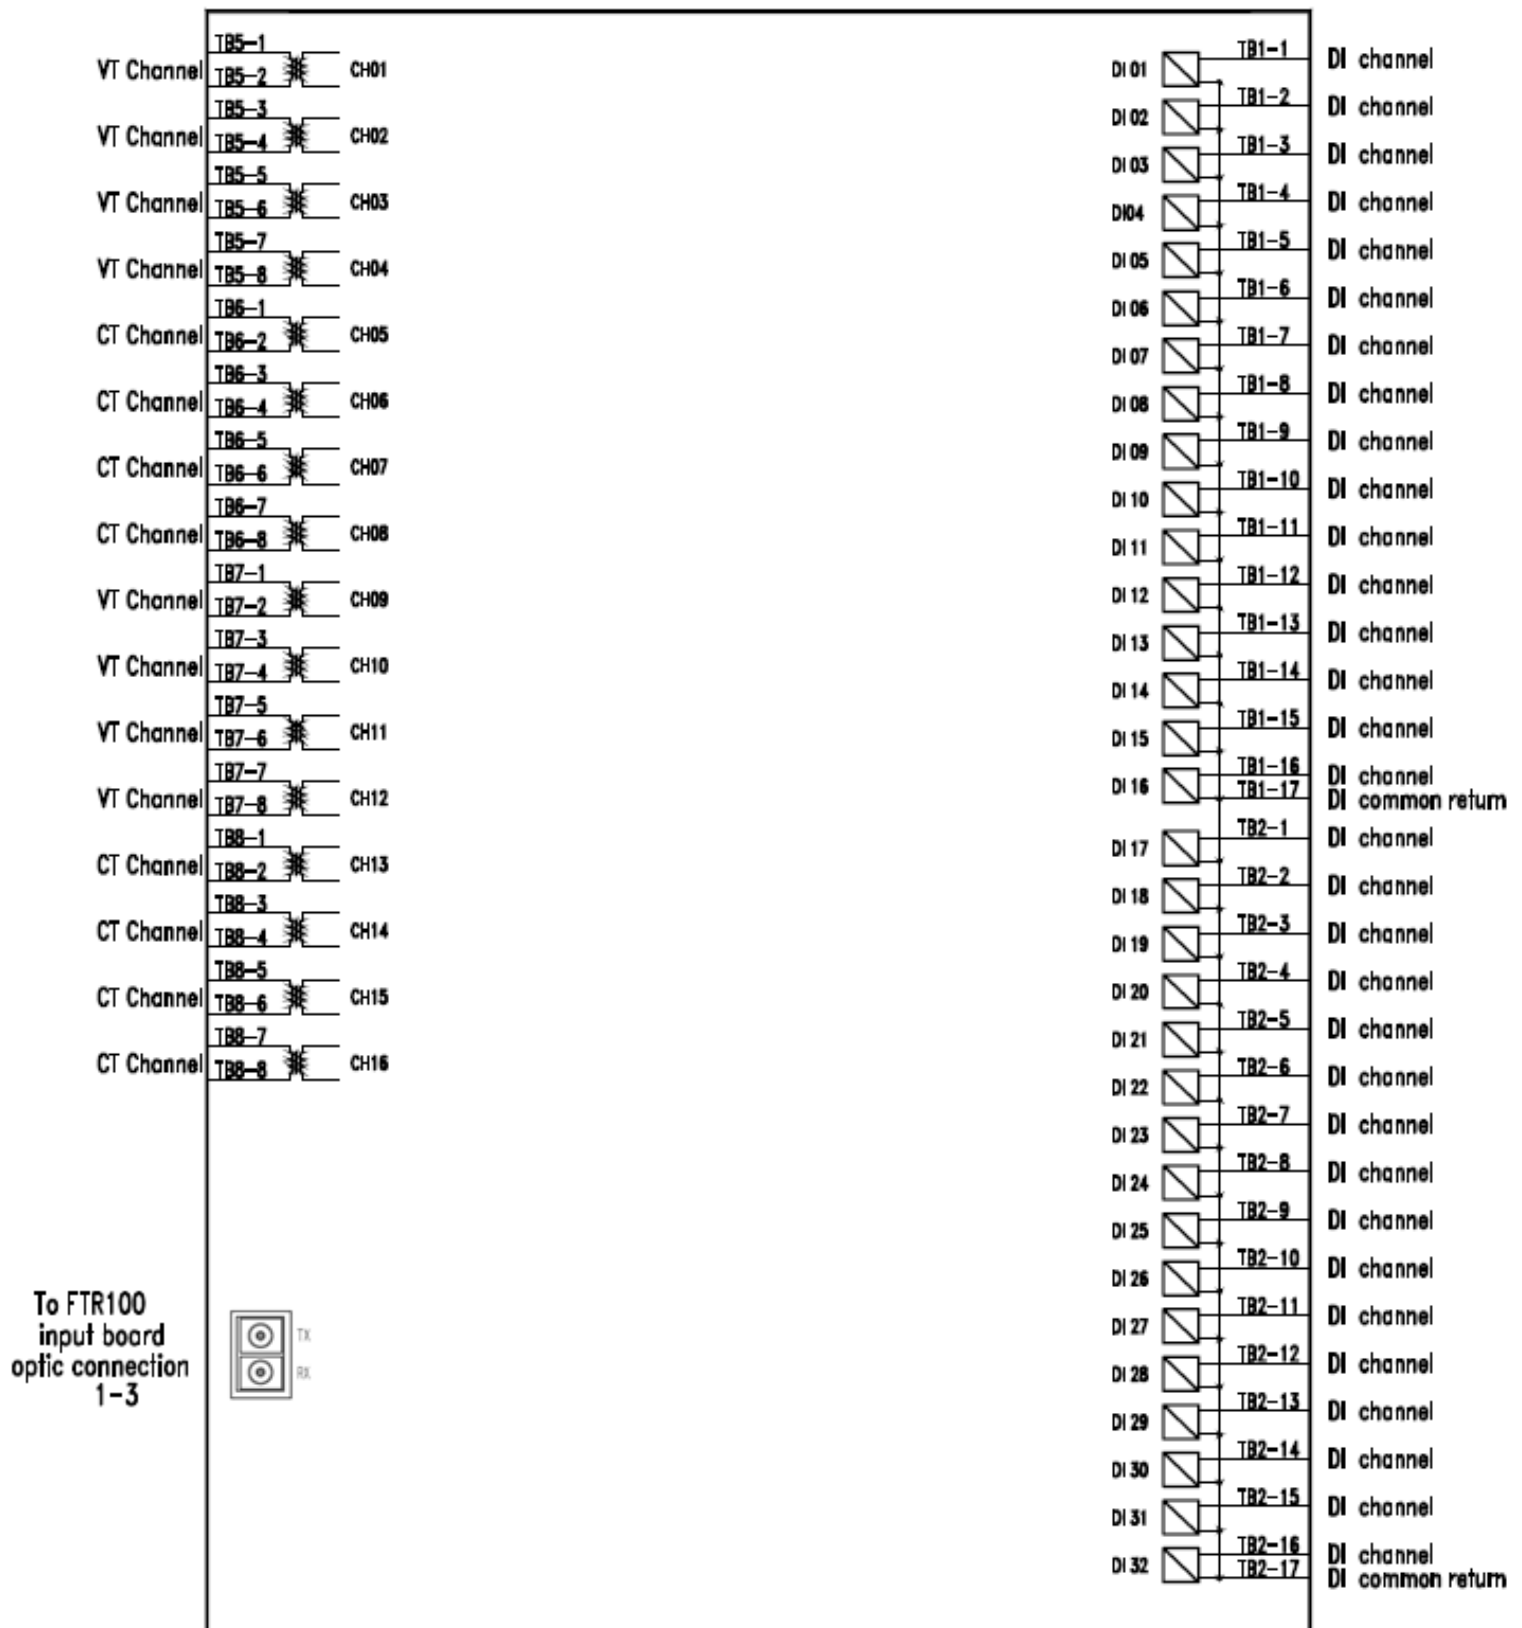 TB5-1
VT Channel TB5-2 CH01
TB5-3
VT Channel TB5-4 CH02
TB5-5
VT Channel TB5-6 CH03
TB5-7
VT Channel TB5-8 CH04
TB6-1
CT Channel TB6-2 CH05
TB6-3
CT Channel TB6-4 CH06
TB6-5
CT Channel TB6-6 CH07
TB6-7
CT Channel TB6-8 CH08
TB7-1
VT Channel TB7-2 CH09
TB7-3
VT Channel TB7-4 CH10
TB7-5
VT Channel TB7-6 CH11
TB7-7
VT Channel TB7-8 CH12
TB8-1
CT Channel TB8-2 CH13
TB8-3
CT Channel TB8-4 CH14
TB8-5
CT Channel TB8-6 CH15
TB8-7
CT Channel TB8-8 CH16
To FTR100
input board
optic connection
1-3
TX
RX
DI 01 TB1-1 DI channel
DI 02 TB1-2 DI channel
DI 03 TB1-3 DI channel
DI04 TB1-4 DI channel
DI 05 TB1-5 DI channel
DI 06 TB1-6 DI channel
DI 07 TB1-7 DI channel
DI 08 TB1-8 DI channel
DI 09 TB1-9 DI channel
DI 10 TB1-10 DI channel
DI 11 TB1-11 DI channel
DI 12 TB1-12 DI channel
DI 13 TB1-13 DI channel
DI 14 TB1-14 DI channel
DI 15 TB1-15 DI channel
DI 16 TB1-16 DI channel
TB1-17 DI common return
DI 17 TB2-1 DI channel
DI 18 TB2-2 DI channel
DI 19 TB2-3 DI channel
DI 20 TB2-4 DI channel
DI 21 TB2-5 DI channel
DI 22 TB2-6 DI channel
DI 23 TB2-7 DI channel
DI 24 TB2-8 DI channel
DI 25 TB2-9 DI channel
DI 26 TB2-10 DI channel
DI 27 TB2-11 DI channel
DI 28 TB2-12 DI channel
DI 29 TB2-13 DI channel
DI 30 TB2-14 DI channel
DI 31 TB2-15 DI channel
DI 32 TB2-16 DI channel
TB2-17 DI common return